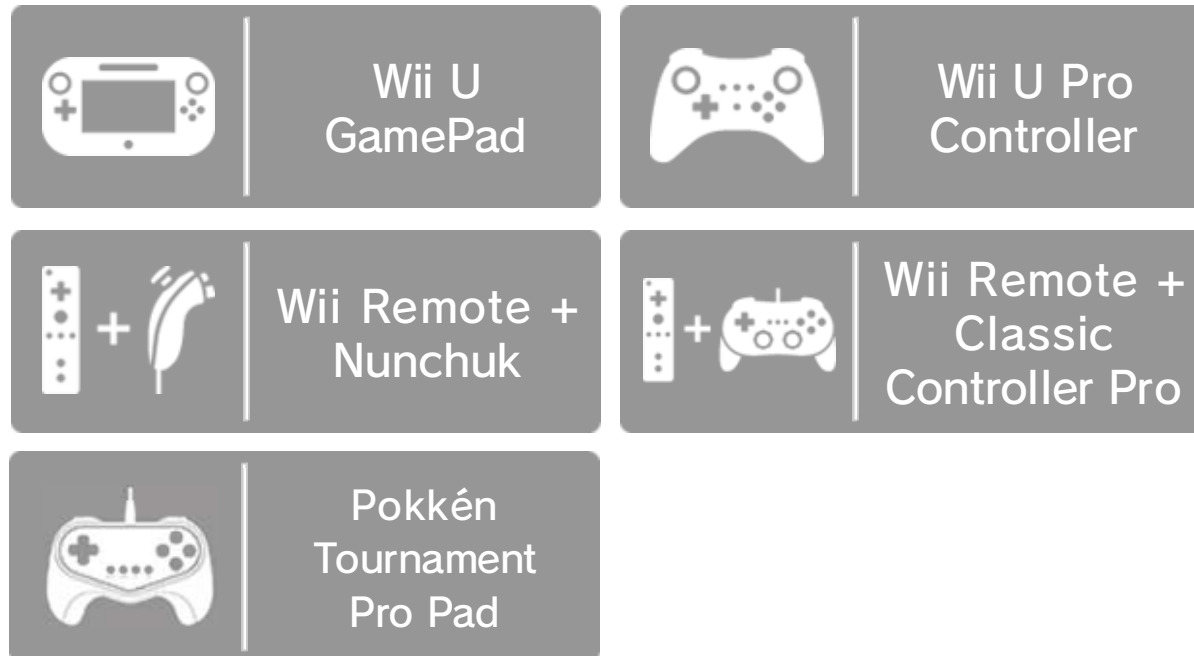 Wii U
GamePad
Wii U Pro
Controller
Wii Remote +
Nunchuk
Wii Remote +
Classic
Controller Pro
Pokkén
Tournament
Pro Pad